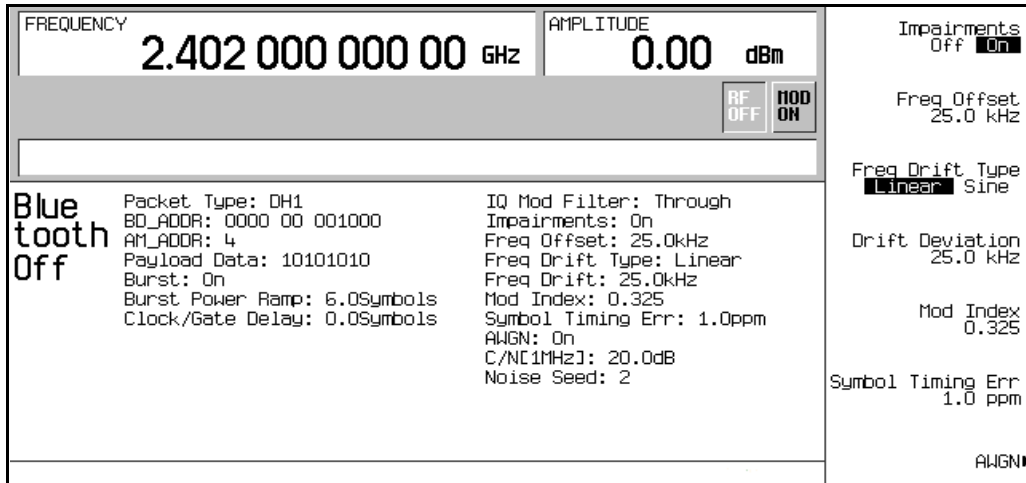 FREQUENCY
2.402 000 000 00 GHz
AMPLITUDE
0.00 dBm
RF OFF
MOD ON
Blue
tooth
Off
Packet Type: DH1
BD_ADDR: 0000 00 001000
AM_ADDR: 4
Payload Data: 10101010
Burst: On
Burst Power Ramp: 6.0Symbols
Clock/Gate Delay: 0.0Symbols
IQ Mod Filter: Through
Impairments: On
Freq Offset: 25.0kHz
Freq Drift Type: Linear
Freq Drift: 25.0kHz
Mod Index: 0.325
Symbol Timing Err: 1.0ppm
AWGN: On
C/N[1MHz]: 20.0dB
Noise Seed: 2
Impairments
Off On
Freq Offset
25.0 kHz
Freq Drift Type
Linear Sine
Drift Deviation
25.0 kHz
Mod Index
0.325
Symbol Timing Err
1.0 ppm
AWGN